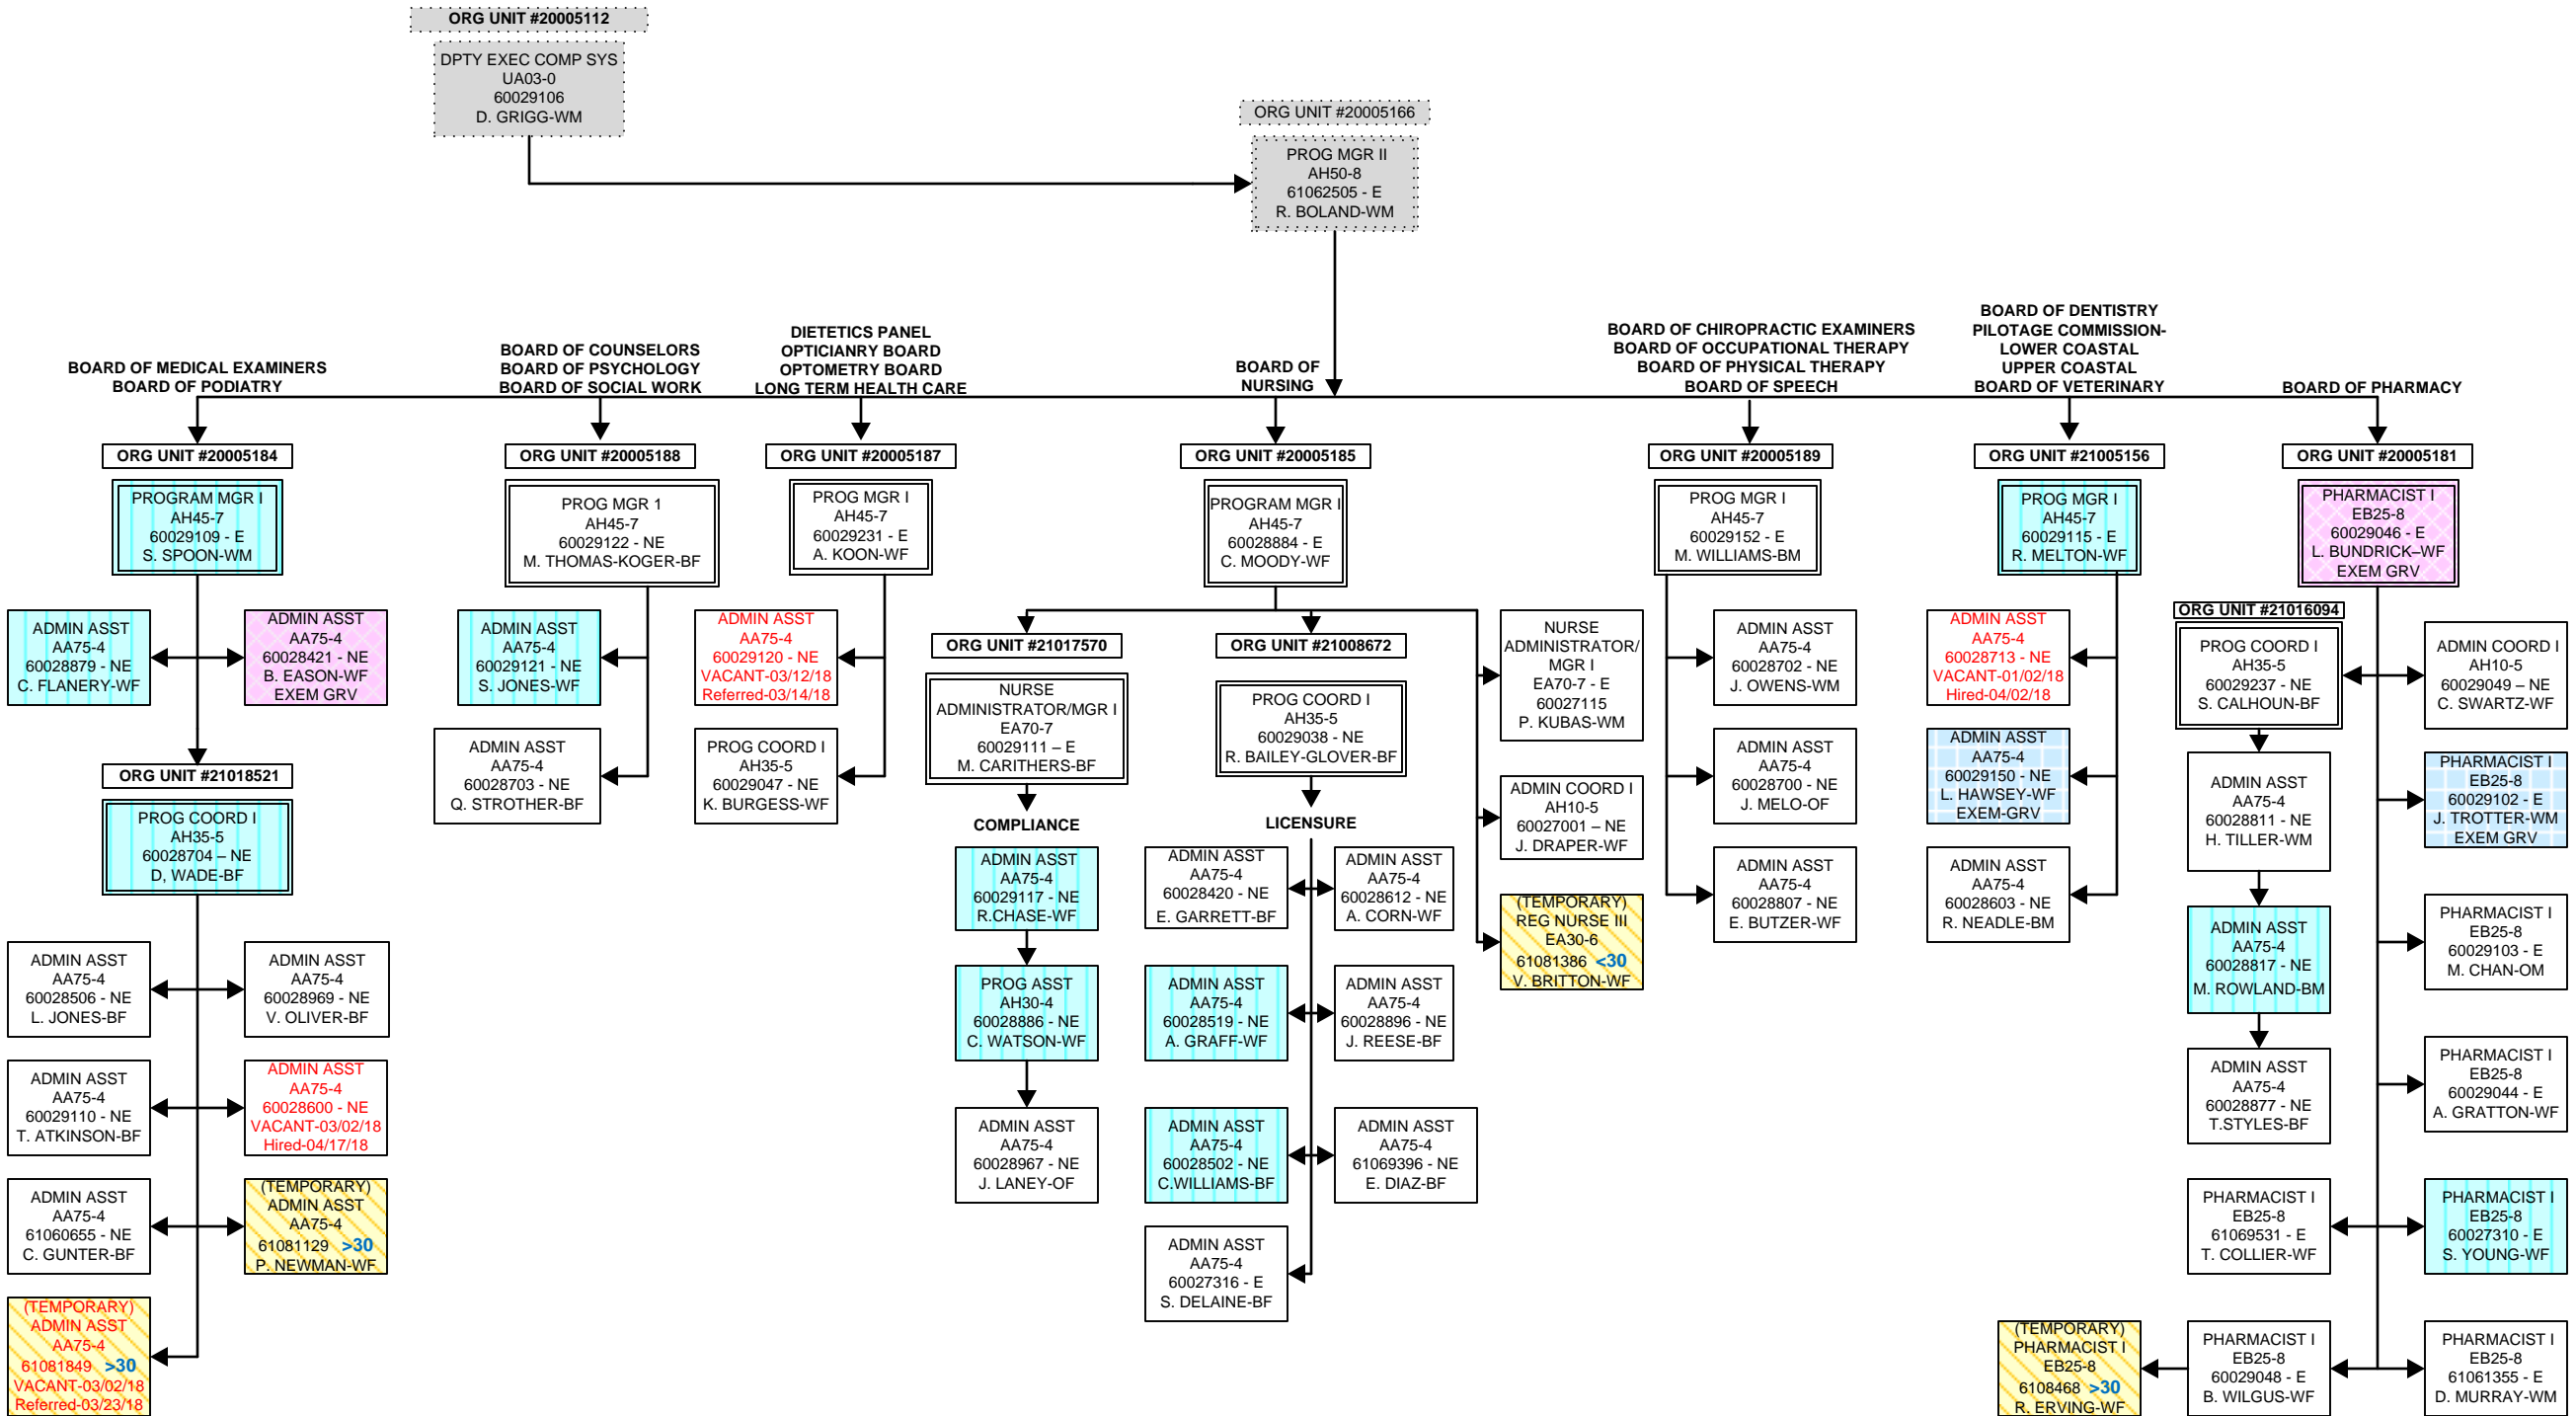 ORG UNIT #20005112
DPTY EXEC COMP SYS
UA03-0
60029106
D. GRIGG-WM
ORG UNIT #20005166
PROG MGR II
AH50-8
61062505 - E
R. BOLAND-WM
BOARD OF MEDICAL EXAMINERS
BOARD OF PODIATRY
BOARD OF COUNSELORS
BOARD OF PSYCHOLOGY
BOARD OF SOCIAL WORK
DIETETICS PANEL
OPTICIANRY BOARD
OPTOMETRY BOARD
LONG TERM HEALTH CARE
BOARD OF
NURSING
BOARD OF CHIROPRACTIC EXAMINERS
BOARD OF OCCUPATIONAL THERAPY
BOARD OF PHYSICAL THERAPY
BOARD OF SPEECH
BOARD OF DENTISTRY
PILOTAGE COMMISSION-
LOWER COASTAL
UPPER COASTAL
BOARD OF VETERINARY
BOARD OF PHARMACY
ORG UNIT #20005184
PROGRAM MGR I
AH45-7
60029109 - E
S. SPOON-WM
ADMIN ASST
AA75-4
60028879 - NE
C. FLANERY-WF
ADMIN ASST
AA75-4
60028421 - NE
B. EASON-WF
EXEM GRV
ORG UNIT #21018521
PROG COORD I
AH35-5
60028704 – NE
D, WADE-BF
ADMIN ASST
AA75-4
60028506 - NE
L. JONES-BF
ADMIN ASST
AA75-4
60028969 - NE
V. OLIVER-BF
ADMIN ASST
AA75-4
60029110 - NE
T. ATKINSON-BF
ADMIN ASST
AA75-4
60028600 - NE
VACANT-03/02/18
Hired-04/17/18
ADMIN ASST
AA75-4
61060655 - NE
C. GUNTER-BF
(TEMPORARY)
ADMIN ASST
AA75-4
61081129 >30
P. NEWMAN-WF
(TEMPORARY)
ADMIN ASST
AA75-4
61081849 >30
VACANT-03/02/18
Referred-03/23/18
ORG UNIT #20005188
PROG MGR 1
AH45-7
60029122 - NE
M. THOMAS-KOGER-BF
ADMIN ASST
AA75-4
60029121 - NE
S. JONES-WF
ADMIN ASST
AA75-4
60028703 - NE
Q. STROTHER-BF
ORG UNIT #20005187
PROG MGR I
AH45-7
60029231 - E
A. KOON-WF
ADMIN ASST
AA75-4
60029120 - NE
VACANT-03/12/18
Referred-03/14/18
PROG COORD I
AH35-5
60029047 - NE
K. BURGESS-WF
ORG UNIT #20005185
PROGRAM MGR I
AH45-7
60028884 - E
C. MOODY-WF
ORG UNIT #21017570
NURSE
ADMINISTRATOR/MGR I
EA70-7
60029111 – E
M. CARITHERS-BF
COMPLIANCE
ADMIN ASST
AA75-4
60029117 - NE
R.CHASE-WF
PROG ASST
AH30-4
60028886 - NE
C. WATSON-WF
ADMIN ASST
AA75-4
60028967 - NE
J. LANEY-OF
ORG UNIT #21008672
PROG COORD I
AH35-5
60029038 - NE
R. BAILEY-GLOVER-BF
LICENSURE
ADMIN ASST
AA75-4
60028420 - NE
E. GARRETT-BF
ADMIN ASST
AA75-4
60028612 - NE
A. CORN-WF
ADMIN ASST
AA75-4
60028519 - NE
A. GRAFF-WF
ADMIN ASST
AA75-4
60028896 - NE
J. REESE-BF
ADMIN ASST
AA75-4
60028502 - NE
C.WILLIAMS-BF
ADMIN ASST
AA75-4
61069396 - NE
E. DIAZ-BF
ADMIN ASST
AA75-4
60027316 - E
S. DELAINE-BF
NURSE
ADMINISTRATOR/
MGR I
EA70-7 - E
60027115
P. KUBAS-WM
ADMIN COORD I
AH10-5
60027001 – NE
J. DRAPER-WF
(TEMPORARY)
REG NURSE III
EA30-6
61081386 <30
V. BRITTON-WF
ORG UNIT #20005189
PROG MGR I
AH45-7
60029152 - E
M. WILLIAMS-BM
ADMIN ASST
AA75-4
60028702 - NE
J. OWENS-WM
ADMIN ASST
AA75-4
60028700 - NE
J. MELO-OF
ADMIN ASST
AA75-4
60028807 - NE
E. BUTZER-WF
ORG UNIT #21005156
PROG MGR I
AH45-7
60029115 - E
R. MELTON-WF
ADMIN ASST
AA75-4
60028713 - NE
VACANT-01/02/18
Hired-04/02/18
ADMIN ASST
AA75-4
60029150 - NE
L. HAWSEY-WF
EXEM-GRV
ADMIN ASST
AA75-4
60028603 - NE
R. NEADLE-BM
ORG UNIT #20005181
PHARMACIST I
EB25-8
60029046 - E
L. BUNDRICK–WF
EXEM GRV
ORG UNIT #21016094
PROG COORD I
AH35-5
60029237 - NE
S. CALHOUN-BF
ADMIN COORD I
AH10-5
60029049 – NE
C. SWARTZ-WF
ADMIN ASST
AA75-4
60028811 - NE
H. TILLER-WM
PHARMACIST I
EB25-8
60029102 - E
J. TROTTER-WM
EXEM GRV
ADMIN ASST
AA75-4
60028817 - NE
M. ROWLAND-BM
PHARMACIST I
EB25-8
60029103 - E
M. CHAN-OM
ADMIN ASST
AA75-4
60028877 - NE
T.STYLES-BF
PHARMACIST I
EB25-8
60029044 - E
A. GRATTON-WF
PHARMACIST I
EB25-8
61069531 - E
T. COLLIER-WF
PHARMACIST I
EB25-8
60027310 - E
S. YOUNG-WF
(TEMPORARY)
PHARMACIST I
EB25-8
6108468 >30
R. ERVING-WF
PHARMACIST I
EB25-8
60029048 - E
B. WILGUS-WF
PHARMACIST I
EB25-8
61061355 - E
D. MURRAY-WM